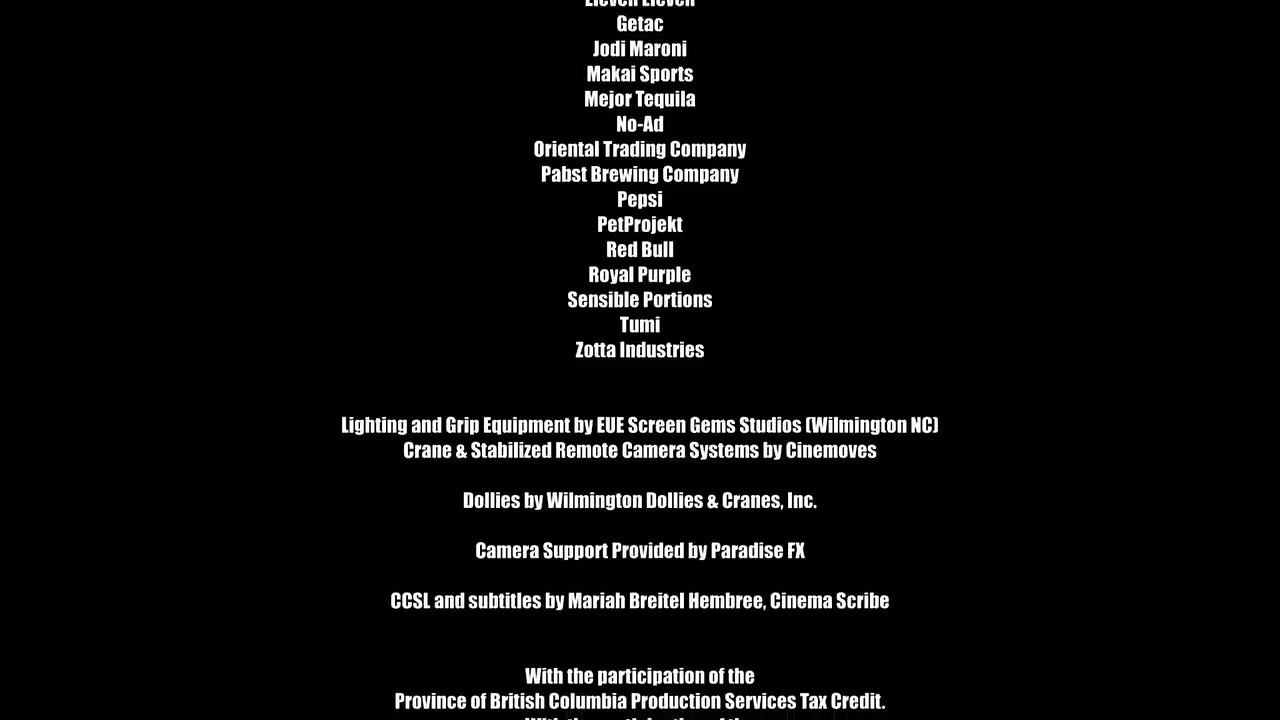 Eleven Eleven
Getac
Jodi Maroni
Makai Sports
Mejor Tequila
No-Ad
Oriental Trading Company
Pabst Brewing Company
Pepsi
PetProjekt
Red Bull
Royal Purple
Sensible Portions
Tumi
Zotta Industries
Lighting and Grip Equipment by EUE Screen Gems Studios (Wilmington NC)
Crane & Stabilized Remote Camera Systems by Cinemoves
Dollies by Wilmington Dollies & Cranes, Inc.
Camera Support Provided by Paradise FX
CCSL and subtitles by Mariah Breitel Hembree, Cinema Scribe
With the participation of the
Province of British Columbia Production Services Tax Credit.